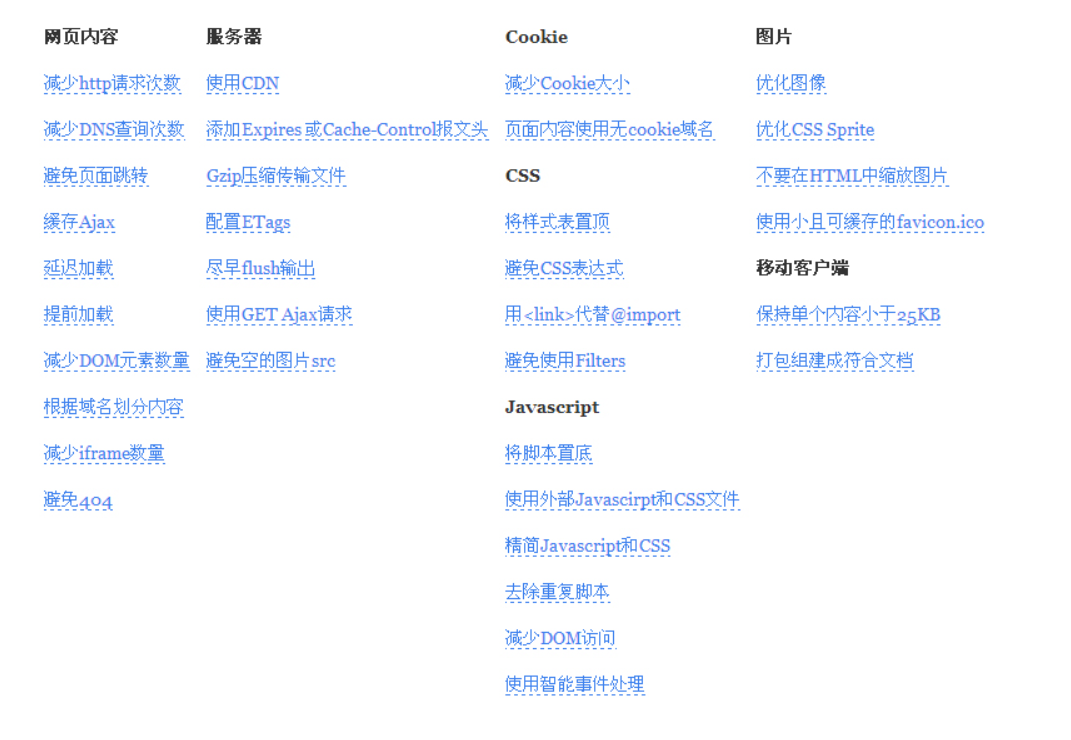 网页内容
减少http请求次数
减少DNS查询次数
避免页面跳转
缓存Ajax
延迟加载
提前加载
减少DOM元素数量
根据域名划分内容
减少iframe数量
避免404
服务器
使用CDN
添加Expires 或Cache-Control报文头
Gzip压缩传输文件
配置ETags
尽早flush输出
使用GET Ajax请求
避免空的图片src
Cookie
减少Cookie大小
页面内容使用无cookie域名
CSS
将样式表置顶
避免CSS表达式
用<link>代替@import
避免使用Filters
Javascript
将脚本置底
使用外部Javascirpt和CSS文件
精简Javascript和CSS
去除重复脚本
减少DOM访问
使用智能事件处理
图片
优化图像
优化CSS Sprite
不要在HTML中缩放图片
使用小且可缓存的favicon.ico
移动客户端
保持单个内容小于25KB
打包组建成符合文档